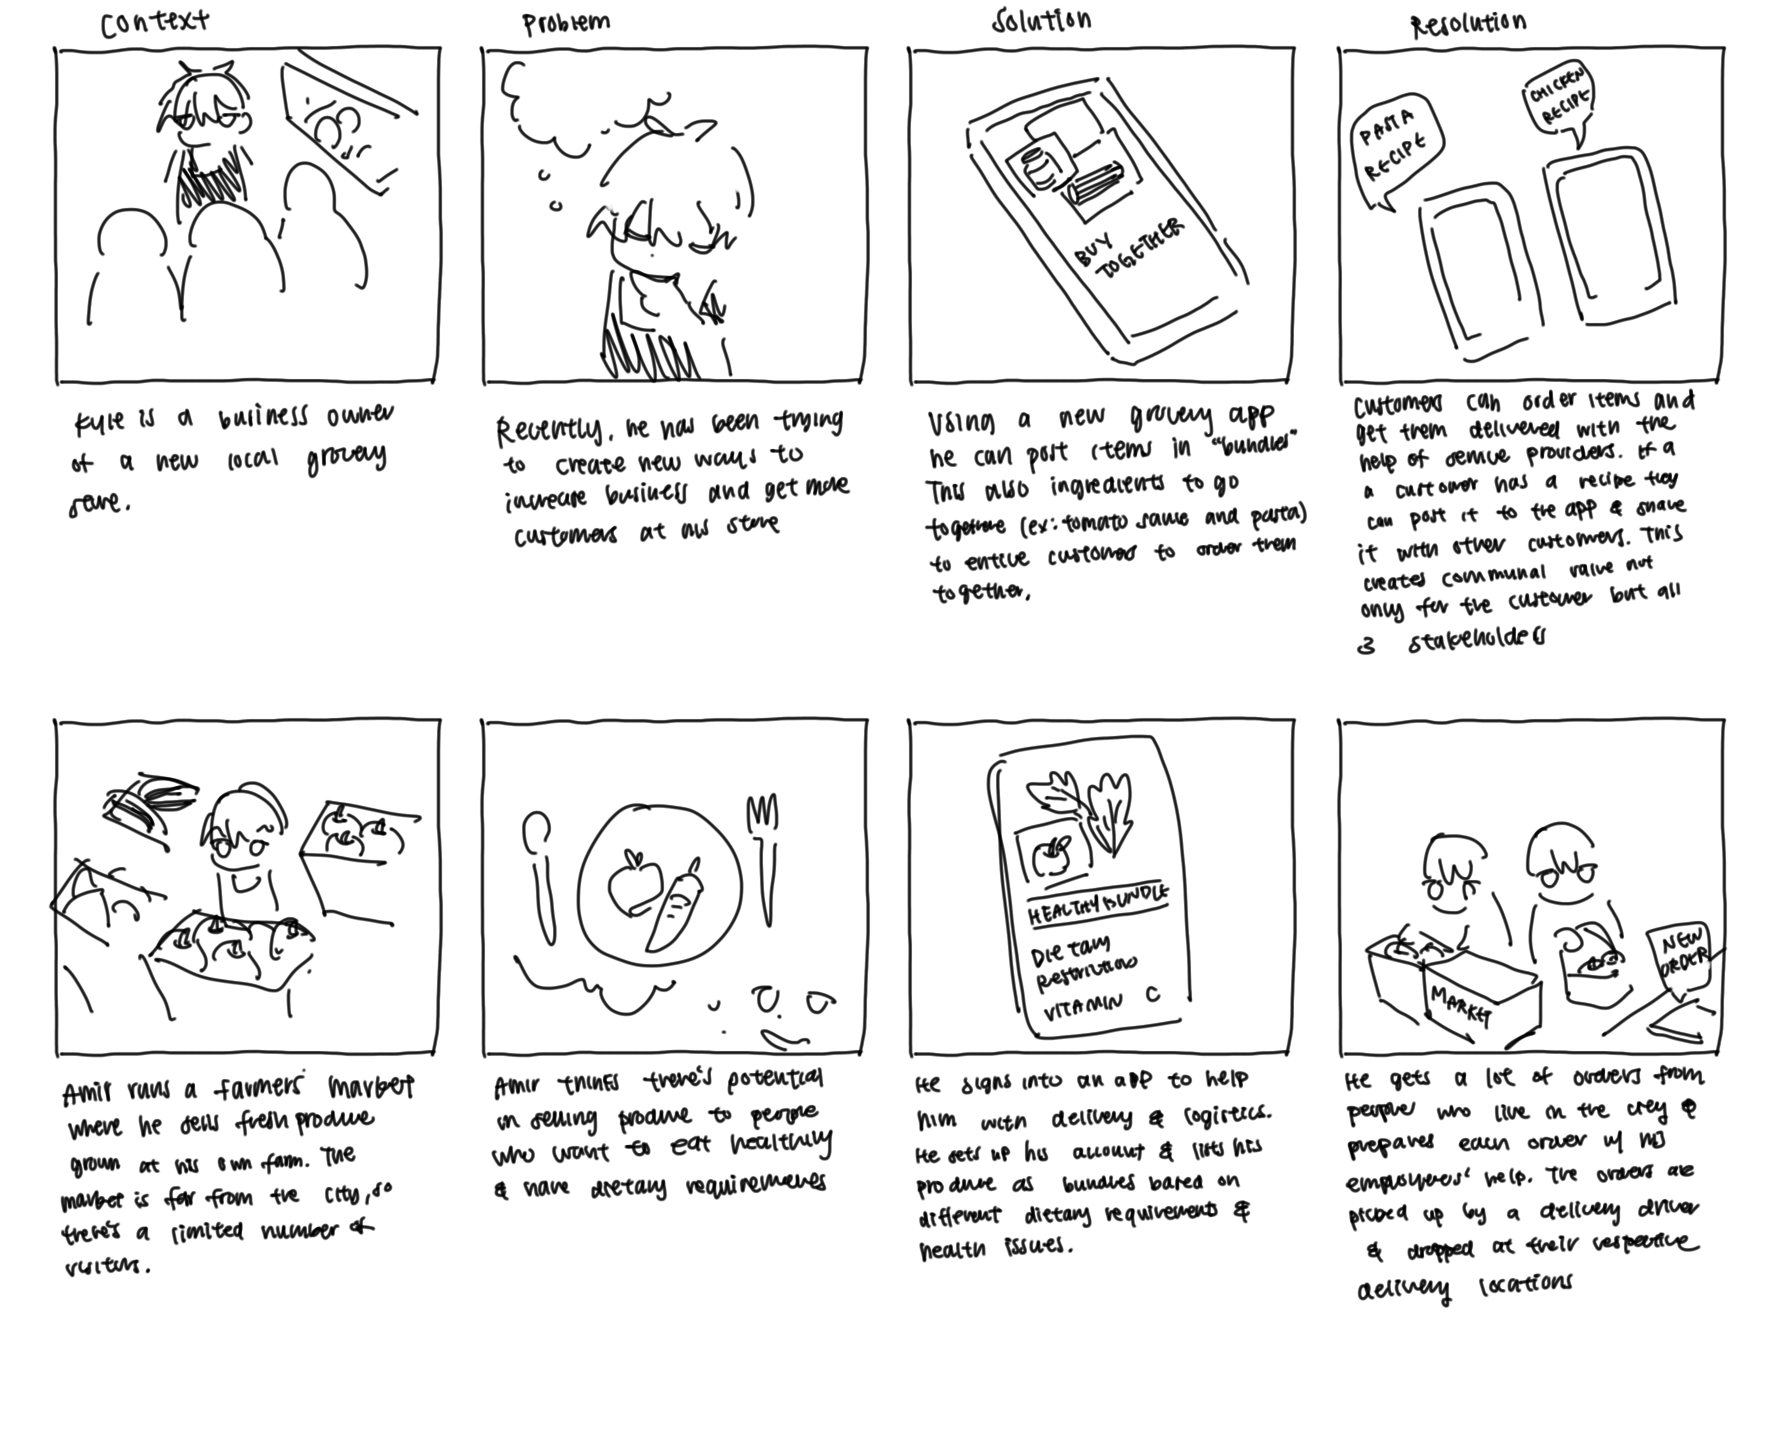 Context
Problem
Solution
Resolution
PASTA
RECIPE
CHICKEN
RECIPE
BUY
TOGETHER
Kyle is a business owner
of a new local grocery
store.
Recently, he has been trying
to create new ways to
increase business and get more
customers at his store
Using a new grocery app
he can post items in "bundles"
This also ingredients to go
together (ex: tomato sauce and pasta)
to entice customers to order them
together.
Customers can order items and
get them delivered with the
help of service providers. If a
a customer has a recipe they
can post it to the app & share
it with other customers. This
creates communal value not
only for the customer but all
3 stakeholders
HEALTHY BUNDLE
Dietary
Restrictions
VITAMIN C
NEW
ORDER
MARKET
Amir runs a farmers' market
where he sells fresh produce
grown at his own farm. The
market is far from the city, so
there's a limited number of
visitors.
Amir thinks there's potential
in selling produce to people
who want to eat healthily
& have dietary requirements
He signs into an app to help
him with delivery & logistics.
He sets up his account & lists his
produce as bundles based on
different dietary requirements &
health issues.
He gets a lot of orders from
people who live in the city &
prepares each order w/ his
employees' help. The orders are
picked up by a delivery driver
& dropped at their respective
delivery locations